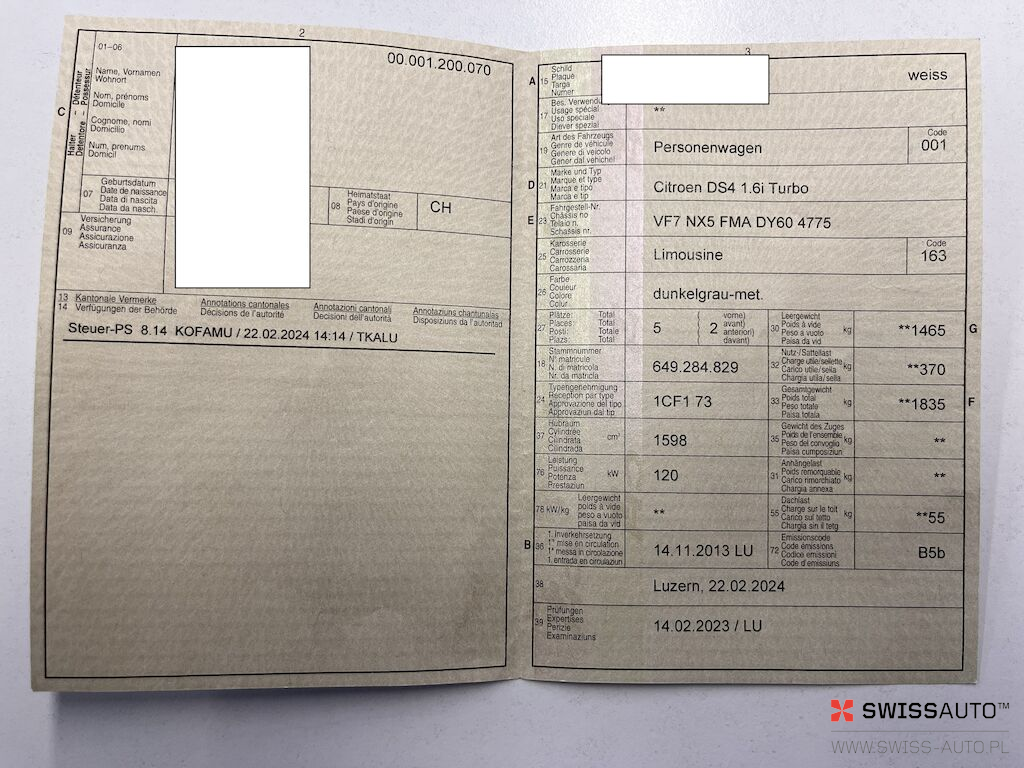 2
00.001.200.070
01-06
C
Halter - Détenteur
Detentore - Possessur
Name, Vornamen
Wohnort
Nom, prénoms
Domicile
Cognome, nomi
Domicilio
Num, prenums
Domicil
07
Geburtsdatum
Date de naissance
Data di nascita
Data da nasch.
08
Heimatstaat
Pays d'origine
Paese d'origine
Stadi d'origin
CH
09
Versicherung
Assurance
Assicurazione
Assicuranza
13 Kantonale Vermerke
14 Verfügungen der Behörde
Annotations cantonales
Décisions de l'autorité
Annotazioni cantonali
Decisioni dell'autorità
Annotaziuns chantunalas
Disposiziuns da l'autoritad
Steuer-PS 8.14 KOFAMU / 22.02.2024 14:14 / TKALU
3
A
15
Schild
Plaque
Targa
Numer
weiss
17
Bes. Verwendu
Usage spécial
Uso speciale
Diever spezial
**
19
Art des Fahrzeugs
Genre de véhicule
Genere di veicolo
Gener dal vehichel
Personenwagen
Code
001
D
21
Marke und Typ
Marque et type
Marca e tipo
Marca e tip
Citroen DS4 1.6i Turbo
E
23
Fahrgestell-Nr.
Châssis no
Telaio n.
Schassis nr.
VF7 NX5 FMA DY60 4775
25
Karosserie
Carrosserie
Carrozzeria
Carossaria
Limousine
Code
163
26
Farbe
Couleur
Colore
Colur
dunkelgrau-met.
27
Plätze: Total
Places: Total
Posti: Totale
Plazs: Total
5
( 2 vorne)
avant)
anteriori)
davant)
30
Leergewicht
Poids à vide
Peso a vuoto
Paisa da vid
kg
**1465
G
18
Stammnummer
N° matricule
N. di matricola
Nr. da matricla
649.284.829
32
Nutz-/Sattellast
Charge utile/sellette
Carico utile/sella
Chargia utila/sella
kg
**370
24
Typengenehmigung
Réception par type
Approvazione del tipo
Approvaziun dal tip
1CF1 73
33
Gesamtgewicht
Poids total
Peso totale
Paisa totala
kg
**1835
F
37
Hubraum
Cylindrée
Cilindrata
Cilindrada
cm³
1598
35
Gewicht des Zuges
Poids de l'ensemble
Peso del convoglio
Paisa cumposiziun
kg
**
76
Leistung
Puissance
Potenza
Prestaziun
kW
120
31
Anhängelast
Poids remorquable
Carico rimorchiato
Chargia annexa
kg
**
78 kW/kg
Leergewicht
poids à vide
peso a vuoto
paisa da vid
**
55
Dachlast
Charge sur le toit
Carico sul tetto
Chargia sin il tetg
kg
**55
B
36
1. Inverkehrsetzung
1re mise en circulation
1a messa in circolazione
1. entrada en circulaziun
14.11.2013 LU
72
Emissionscode
Code émissions
Codice emissioni
Code d'emissiuns
B5b
38
Luzern, 22.02.2024
39
Prüfungen
Expertises
Perizie
Examinaziuns
14.02.2023 / LU
SWISSAUTO™
WWW.SWISS-AUTO.PL